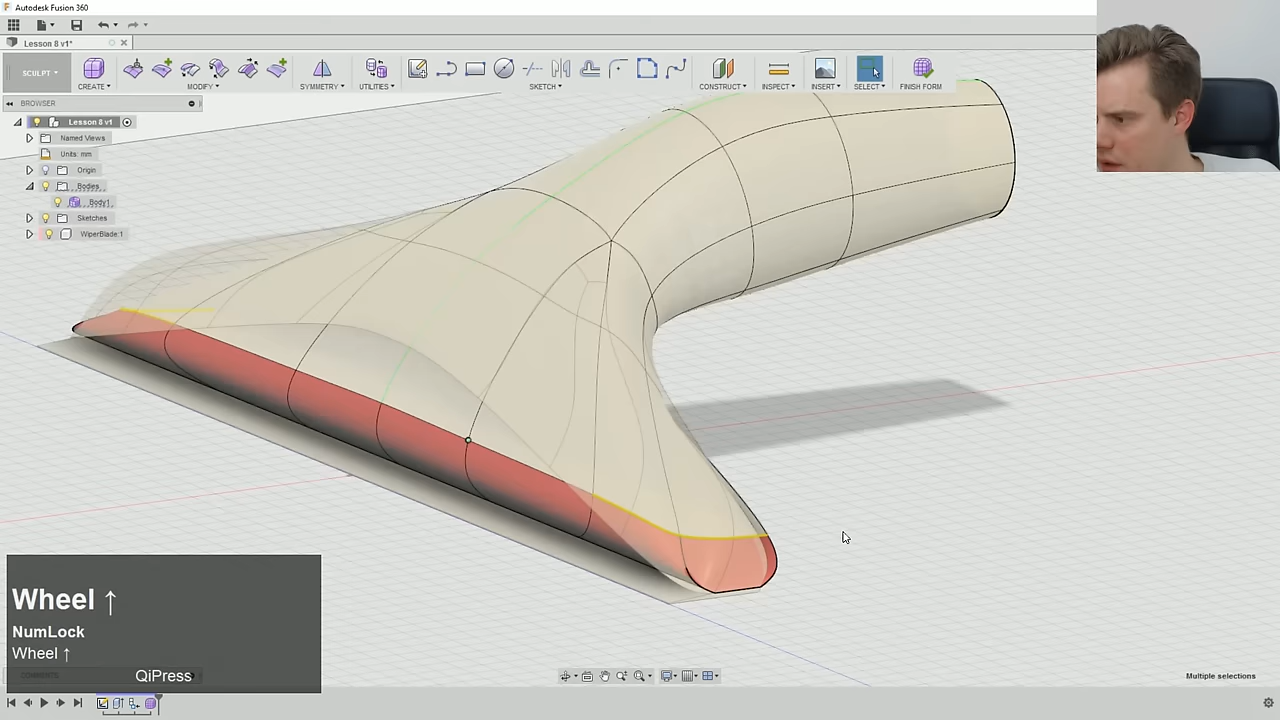 Autodesk Fusion 360
Lesson 8 v1*
SCULPT
CREATE
MODIFY
SYMMETRY
UTILITIES
SKETCH
CONSTRUCT
INSPECT
INSERT
SELECT
FINISH FORM
BROWSER
Lesson 8 v1
Named Views
Units: mm
Origin
Bodies
Body1
Sketches
WiperBlade:1
Wheel ↑
NumLock
Wheel ↑
QiPress
COMMENTS
Multiple selections